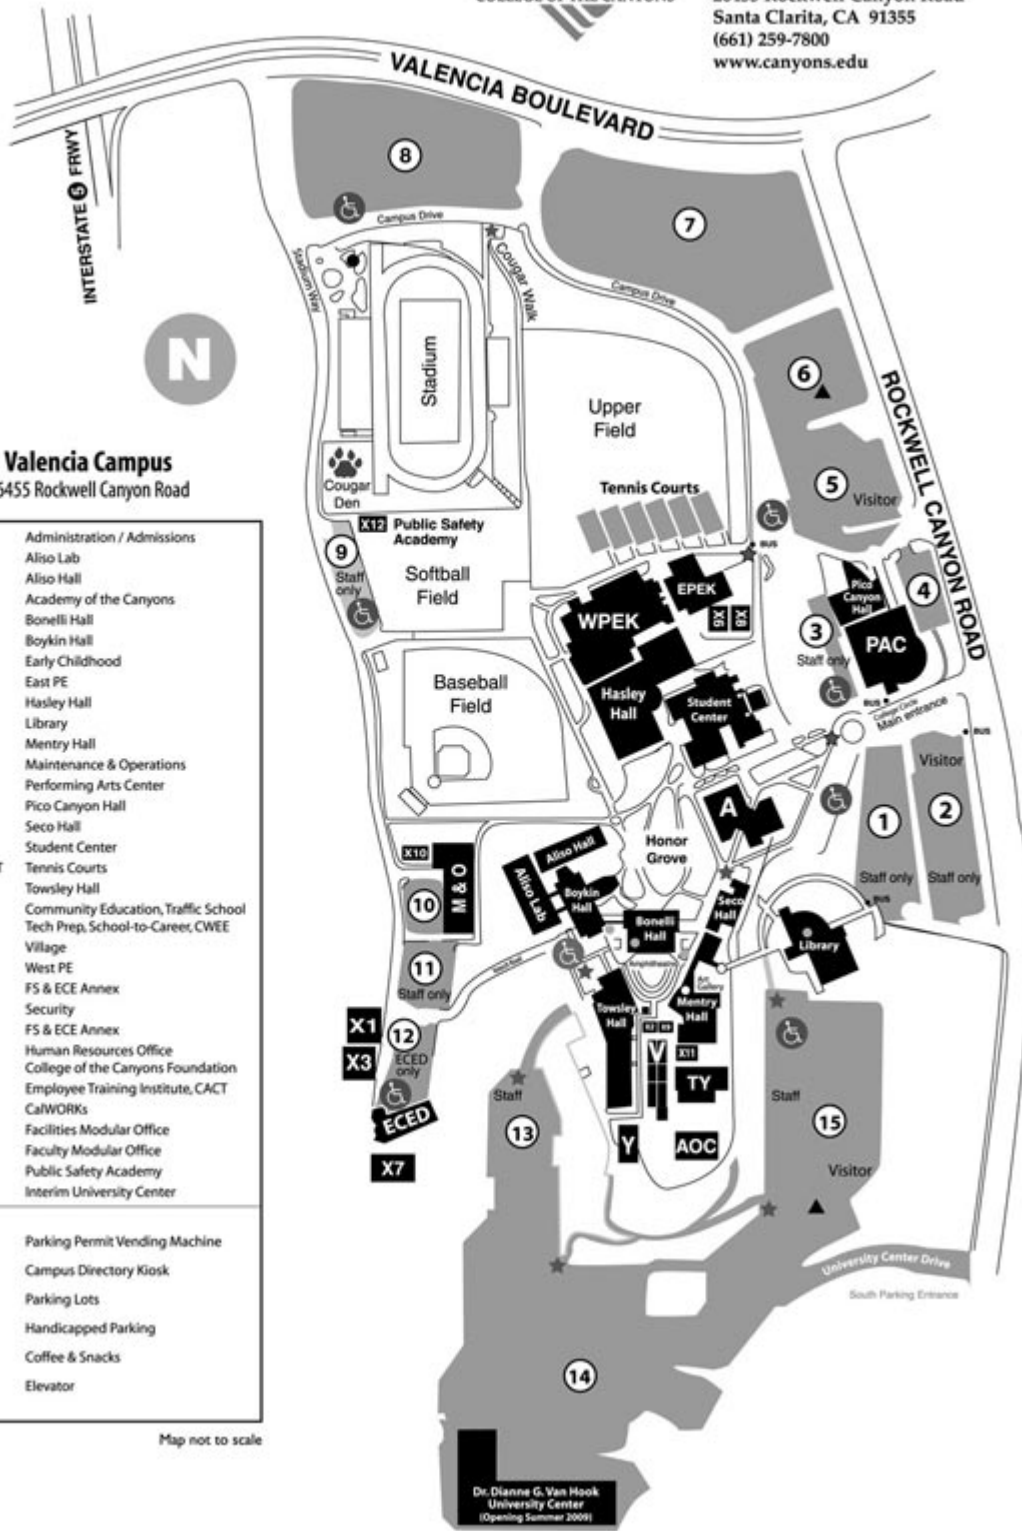 Santa Clarita, CA 91355
(661) 259-7800
www.canyons.edu
VALENCIA BOULEVARD
INTERSTATE 5 FRWY
8
7
Campus Drive
Stadium Way
Cougar Walk
Campus Drive
N
Stadium
6
ROCKWELL CANYON ROAD
Upper
Field
Valencia Campus
6455 Rockwell Canyon Road
Cougar
Den
Tennis Courts
5
Visitor
X12 Public Safety
Academy
BUS
9
Staff
only
Softball
Field
EPEK
X6
X8
WPEK
Pico
Canyon
Hall
4
3
Staff only
PAC
Baseball
Field
Hasley
Hall
Student
Center
BUS
College Circle
Main entrance
BUS
Visitor
1
2
Staff only
Staff only
A
Honor
Grove
X10
M & O
10
Aliso Hall
Aliso Lab
Boykin
Hall
Bonelli
Hall
Seco
Hall
BUS
Library
11
Staff only
Amphitheatre
Art
Gallery
Mentry
Hall
Towsley
Hall
X1
X3
12
ECED
only
ECED
X7
V
X11
TY
Y
AOC
Staff
13
Staff
15
Visitor
University Center Drive
South Parking Entrance
14
Dr. Dianne G. Van Hook
University Center
(Opening Summer 2009)
Administration / Admissions
Aliso Lab
Aliso Hall
Academy of the Canyons
Bonelli Hall
Boykin Hall
Early Childhood
East PE
Hasley Hall
Library
Mentry Hall
Maintenance & Operations
Performing Arts Center
Pico Canyon Hall
Seco Hall
Student Center
Tennis Courts
Towsley Hall
Community Education, Traffic School
Tech Prep, School-to-Career, CWEE
Village
West PE
FS & ECE Annex
Security
FS & ECE Annex
Human Resources Office
College of the Canyons Foundation
Employee Training Institute, CACT
CalWORKs
Facilities Modular Office
Faculty Modular Office
Public Safety Academy
Interim University Center
Parking Permit Vending Machine
Campus Directory Kiosk
Parking Lots
Handicapped Parking
Coffee & Snacks
Elevator
Map not to scale